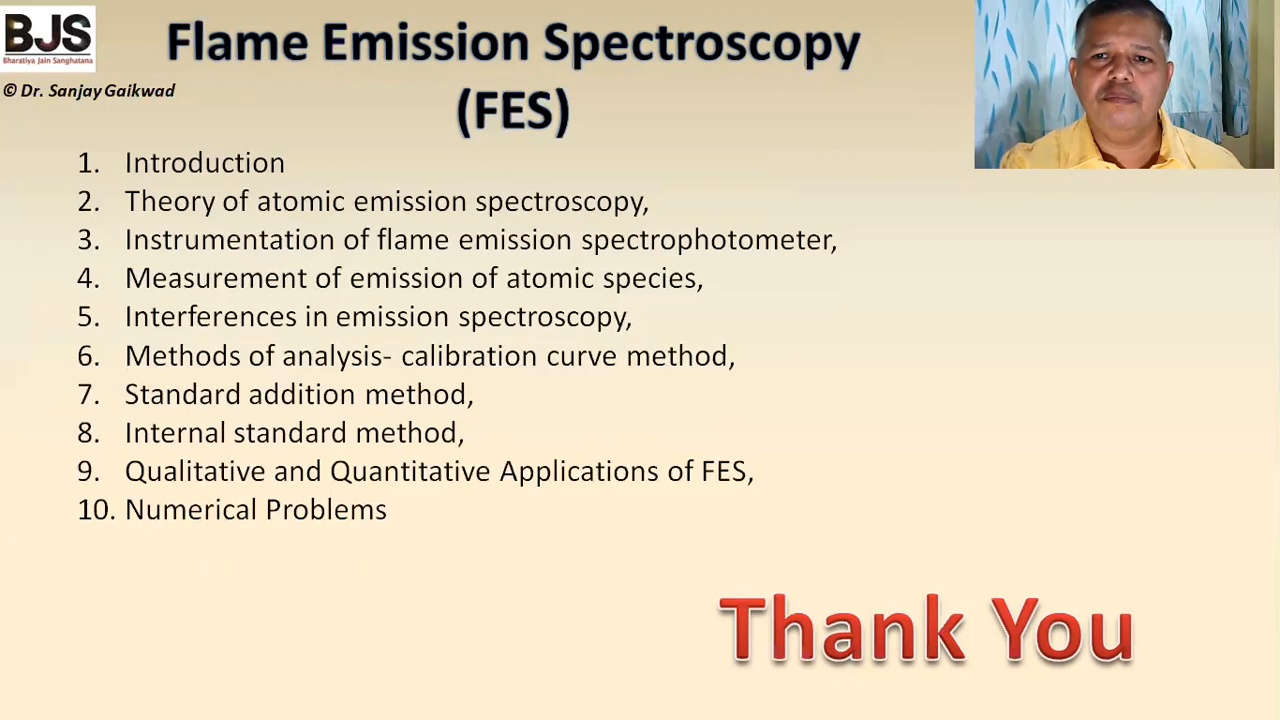 BJS
Bharatiya Jain Sanghatana
© Dr. Sanjay Gaikwad
Flame Emission Spectroscopy
(FES)
1. Introduction
2. Theory of atomic emission spectroscopy,
3. Instrumentation of flame emission spectrophotometer,
4. Measurement of emission of atomic species,
5. Interferences in emission spectroscopy,
6. Methods of analysis- calibration curve method,
7. Standard addition method,
8. Internal standard method,
9. Qualitative and Quantitative Applications of FES,
10. Numerical Problems
Thank You